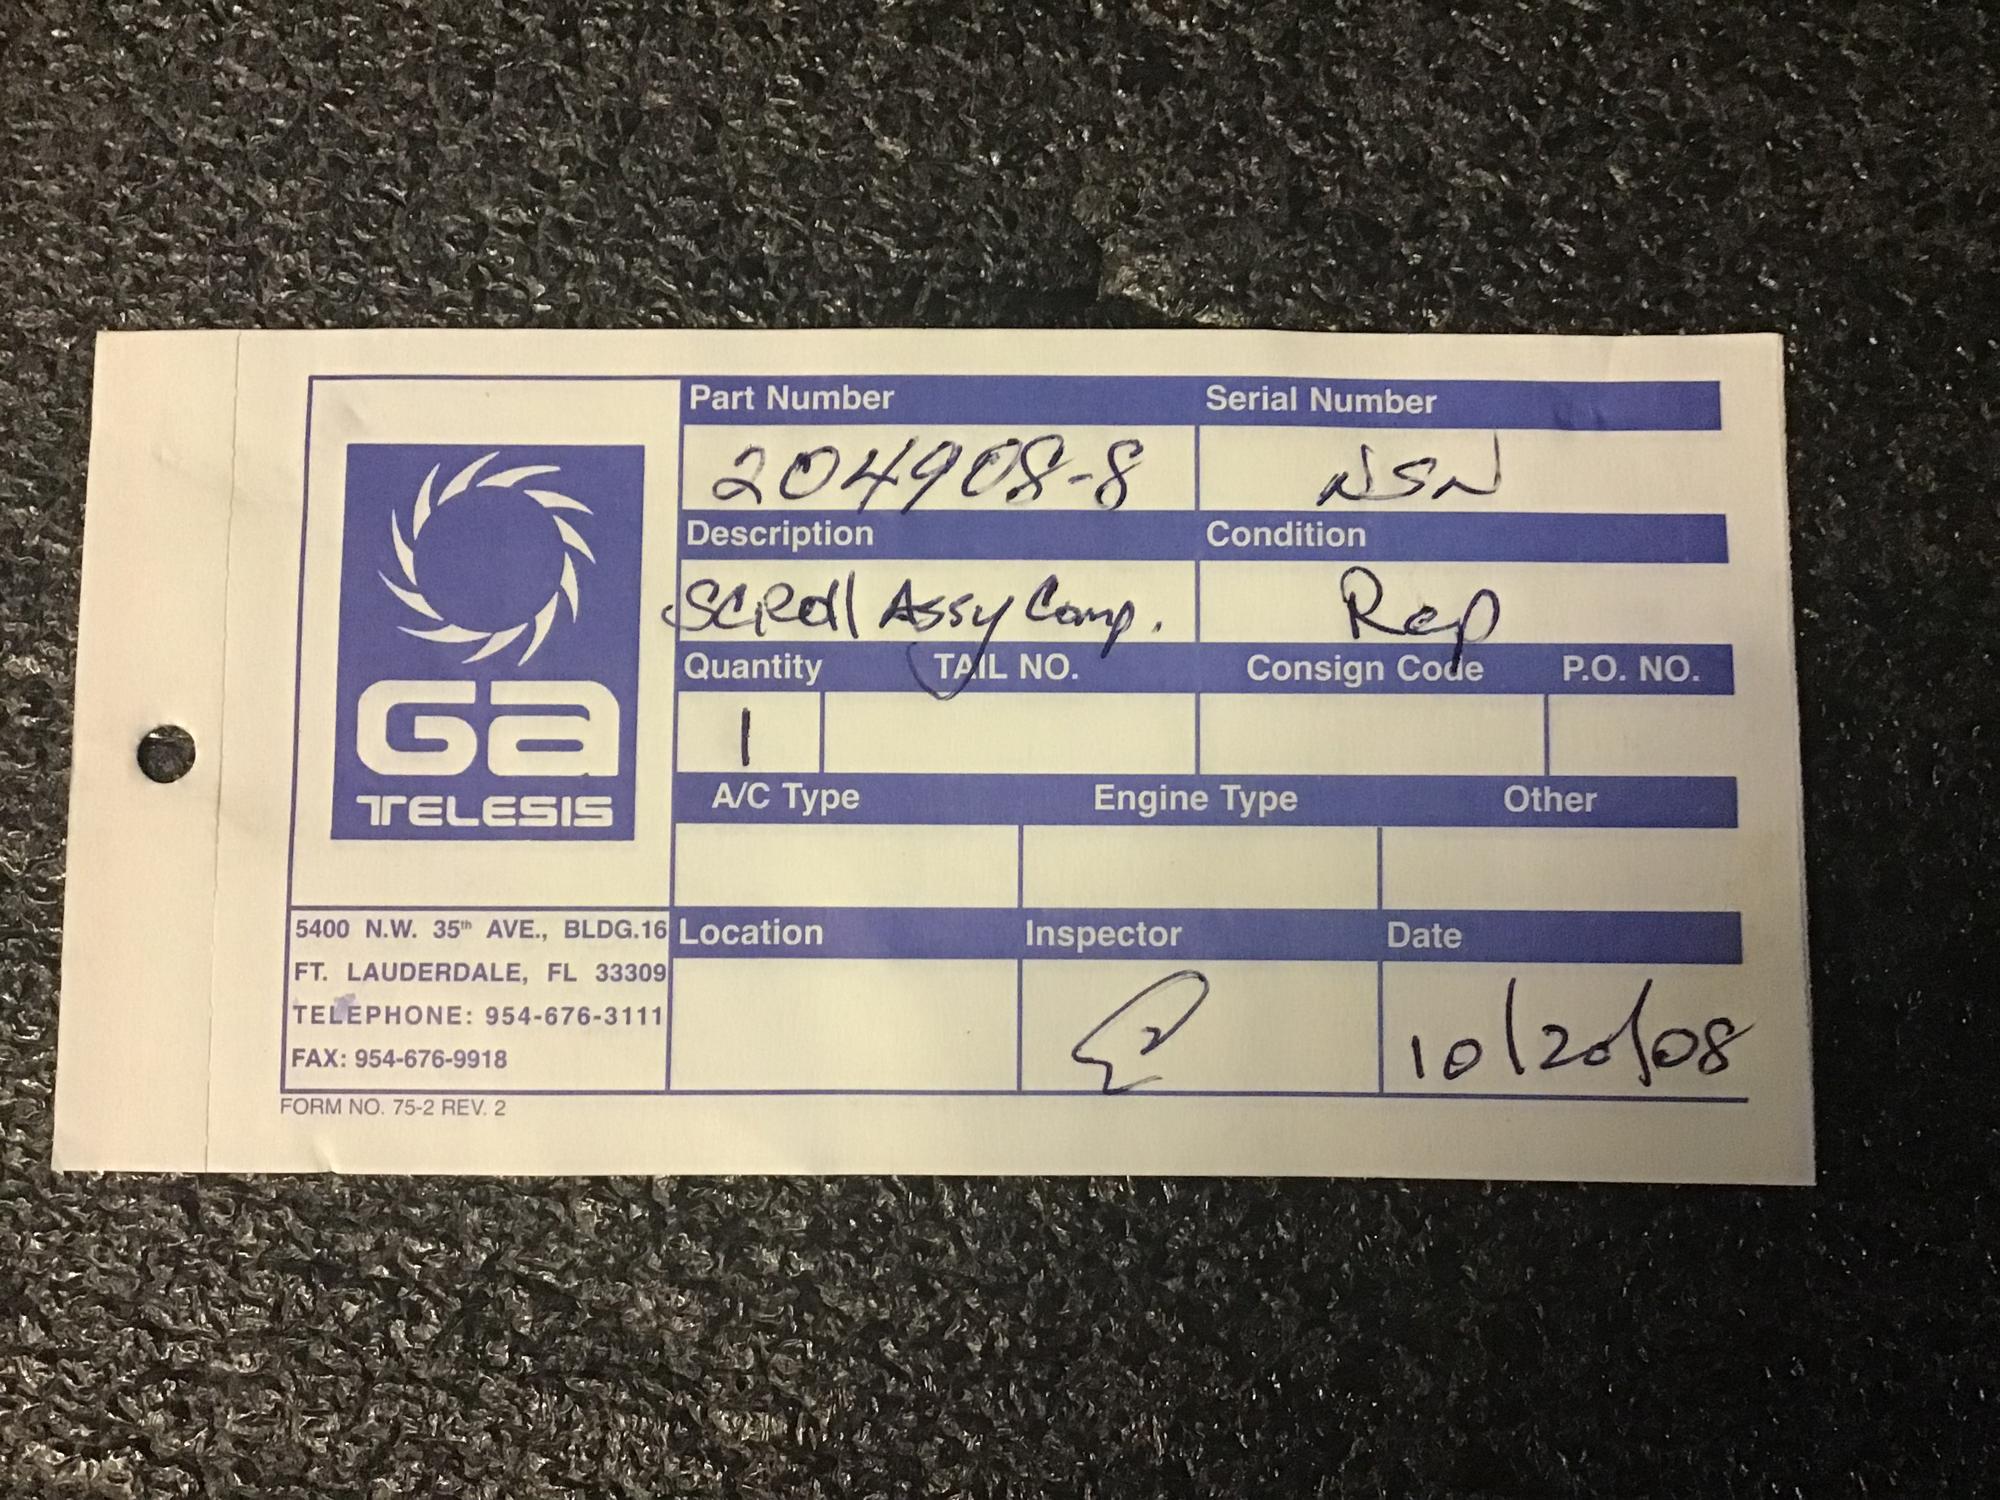 Part Number Serial Number
204908-8 NSN
Description Condition
SCRoll Assy Comp. Rep
Quantity TAIL NO. Consign Code P.O. NO.
1
A/C Type Engine Type Other
Location Inspector Date
10/20/08
Ga
TELESIS
5400 N.W. 35th AVE., BLDG.16
FT. LAUDERDALE, FL 33309
TELEPHONE: 954-676-3111
FAX: 954-676-9918
FORM NO. 75-2 REV. 2